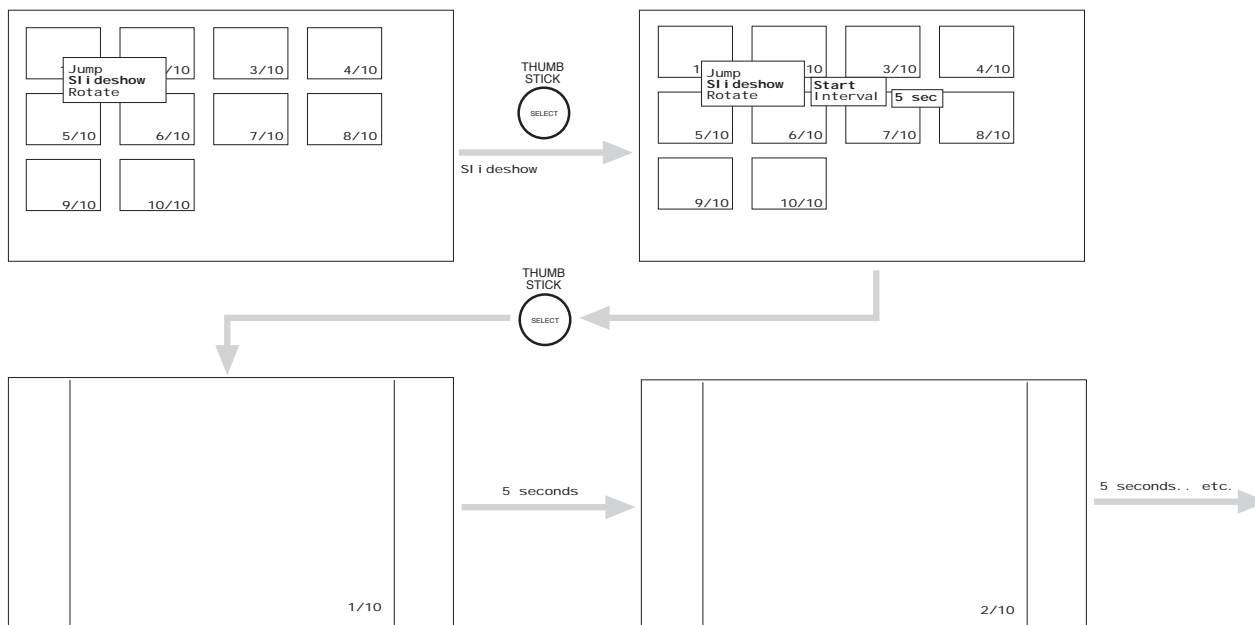 /10
3/10
4/10
Jump
Slideshow
Rotate
5/10
6/10
7/10
8/10
9/10
10/10
THUMB
STICK
SELECT
Slideshow
1
10
3/10
4/10
Jump
Slideshow
Rotate
Start
Interval
5 sec
5/10
6/10
7/10
8/10
9/10
10/10
THUMB
STICK
SELECT
1/10
5 seconds
2/10
5 seconds.. etc.